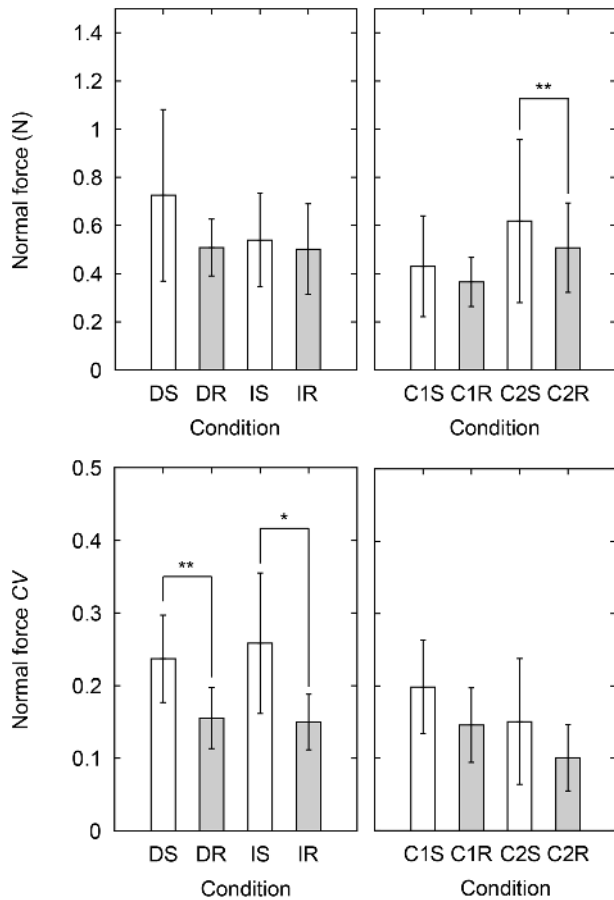 Normal force (N)
1.4
1.2
1
0.8
0.6
0.4
0.2
0
DS DR IS IR
Condition
**
C1S C1R C2S C2R
Condition
Normal force CV
0.5
0.4
0.3
0.2
0.1
0
**
*
DS DR IS IR
Condition
C1S C1R C2S C2R
Condition